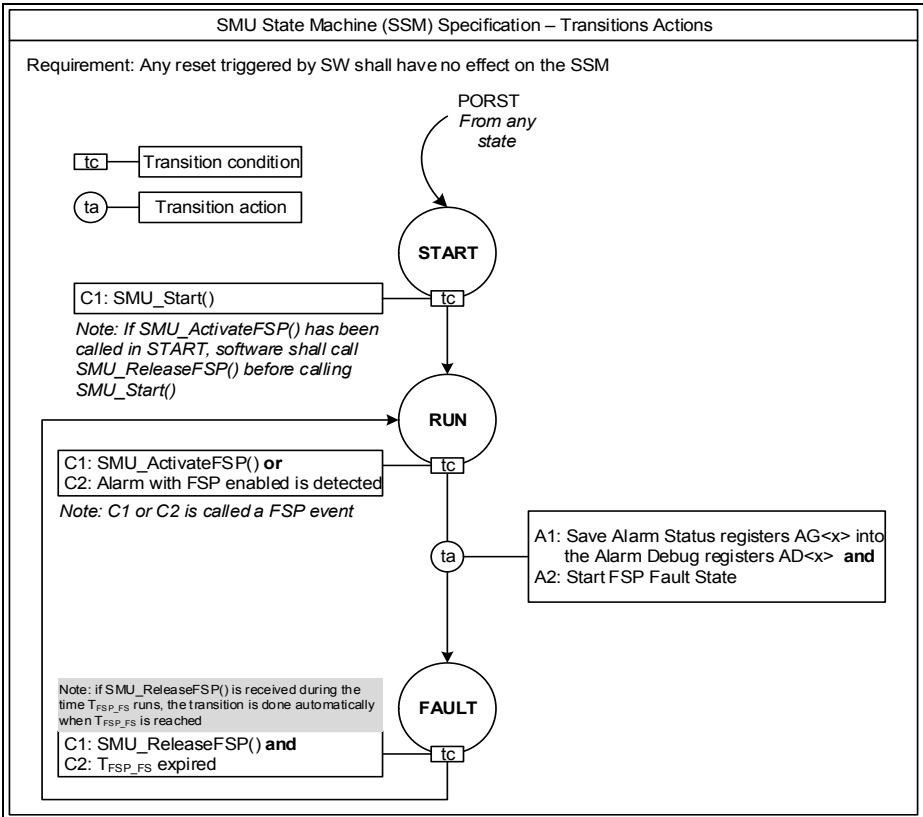 SMU State Machine (SSM) Specification – Transitions Actions
Requirement: Any reset triggered by SW shall have no effect on the SSM
PORST
From any
state
tc
Transition condition
ta
Transition action
START
C1: SMU_Start()
tc
Note: If SMU_ActivateFSP() has been
called in START, software shall call
SMU_ReleaseFSP() before calling
SMU_Start()
RUN
C1: SMU_ActivateFSP() or
C2: Alarm with FSP enabled is detected
tc
Note: C1 or C2 is called a FSP event
ta
A1: Save Alarm Status registers AG<x> into
the Alarm Debug registers AD<x> and
A2: Start FSP Fault State
Note: if SMU_ReleaseFSP() is received during the
time TFSP_FS runs, the transition is done automatically
when TFSP_FS is reached
FAULT
C1: SMU_ReleaseFSP() and
C2: TFSP_FS expired
tc